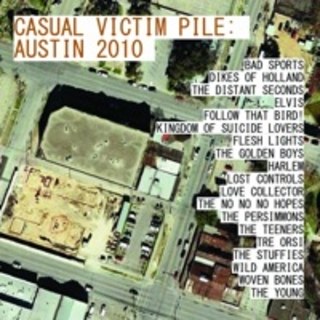 CASUAL VICTIM PILE:
AUSTIN 2010
BAD SPORTS
DIKES OF HOLLAND
THE DISTANT SECONDS
ELVIS
FOLLOW THAT BIRD!
KINGDOM OF SUICIDE LOVERS
FLESH LIGHTS
THE GOLDEN BOYS
HARLEM
LOST CONTROLS
LOVE COLLECTOR
THE NO NO NO HOPES
THE PERSIMMONS
THE TEENERS
TRE ORSI
THE STUFFIES
WILD AMERICA
WOVEN BONES
THE YOUNG